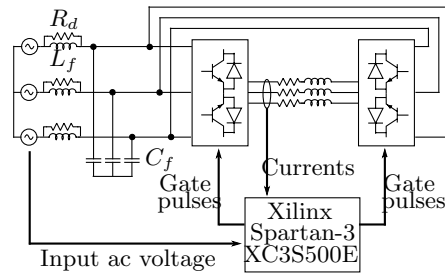 R_d
L_f
C_f
Currents
Gate
pulses
Gate
pulses
Xilinx
Spartan-3
XC3S500E
Input ac voltage